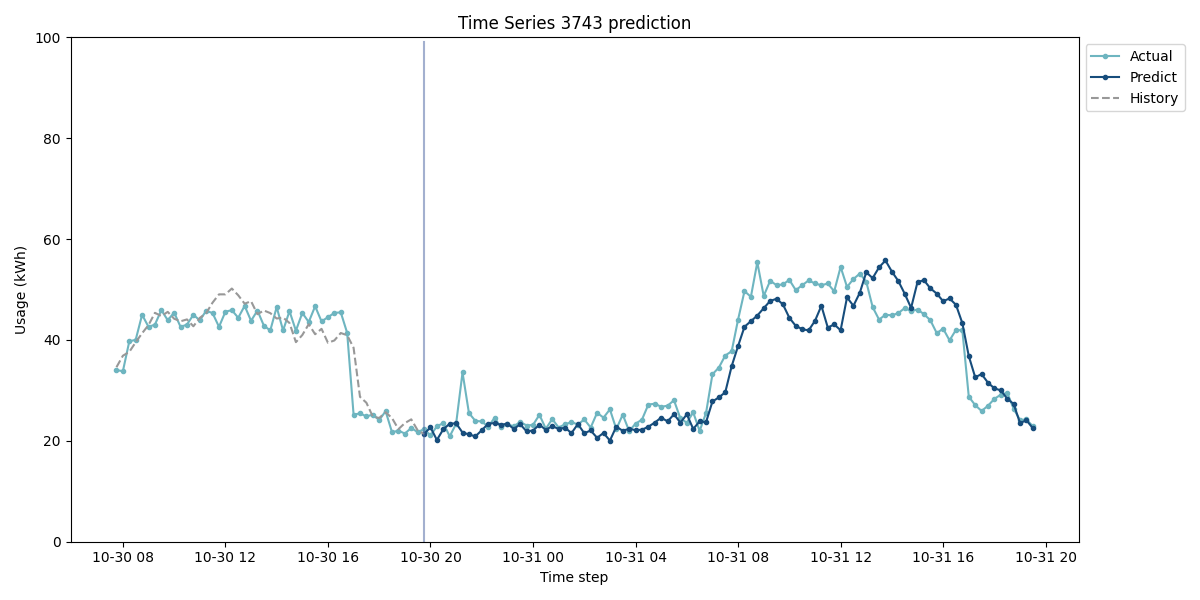 Time Series 3743 prediction
100
80
60
40
20
0
Usage (kWh)
10-30 08
10-30 12
10-30 16
10-30 20
10-31 00
10-31 04
10-31 08
10-31 12
10-31 16
10-31 20
Time step
Actual
Predict
History